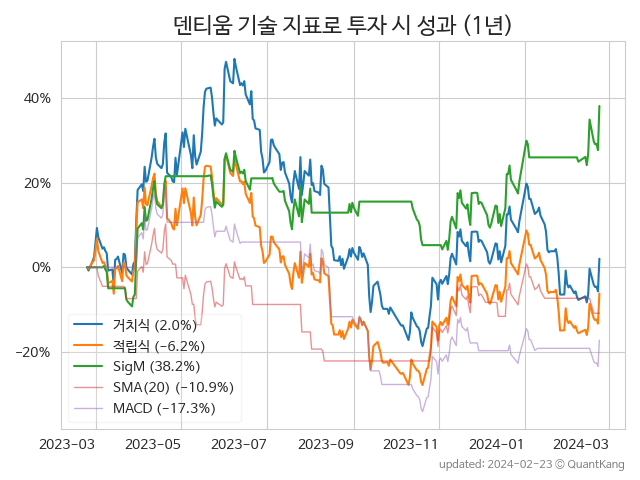 덴티움 기술 지표로 투자 시 성과 (1년)
40%
20%
0%
−20%
거치식 (2.0%)
적립식 (−6.2%)
SigM (38.2%)
SMA(20) (−10.9%)
MACD (−17.3%)
2023-03 2023-05 2023-07 2023-09 2023-11 2024-01 2024-03
updated: 2024-02-23 © QuantKang